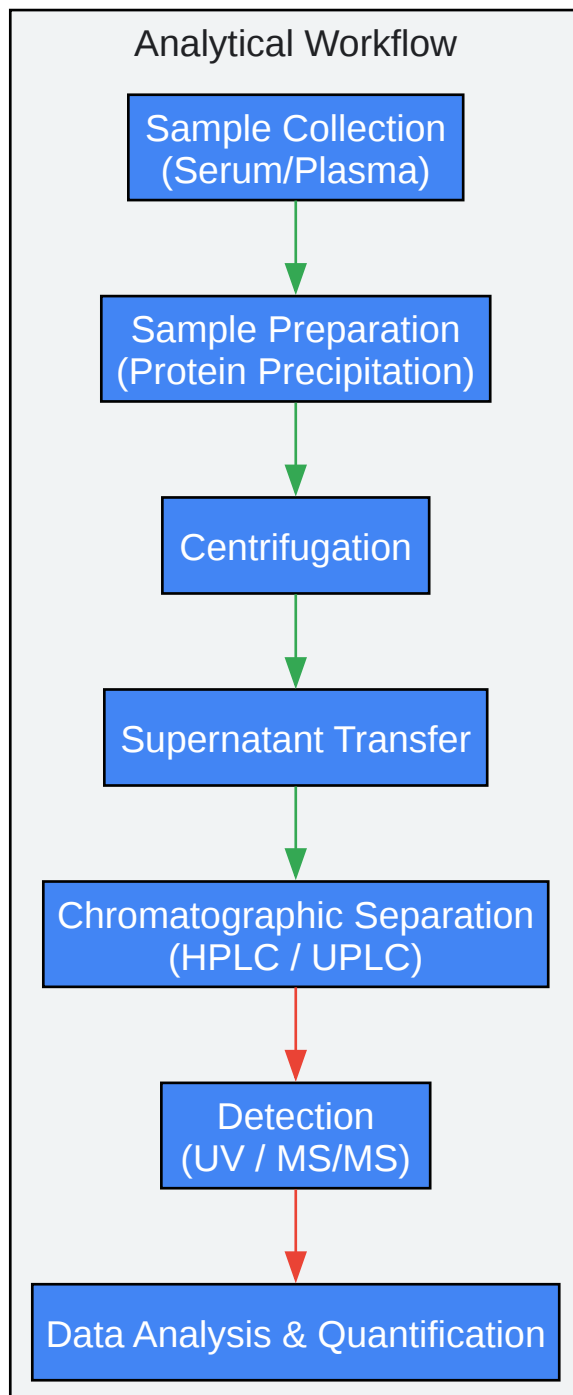 Analytical Workflow
Sample Collection
(Serum/Plasma)
Sample Preparation
(Protein Precipitation)
Centrifugation
Supernatant Transfer
Chromatographic Separation
(HPLC / UPLC)
Detection
(UV / MS/MS)
Data Analysis & Quantification